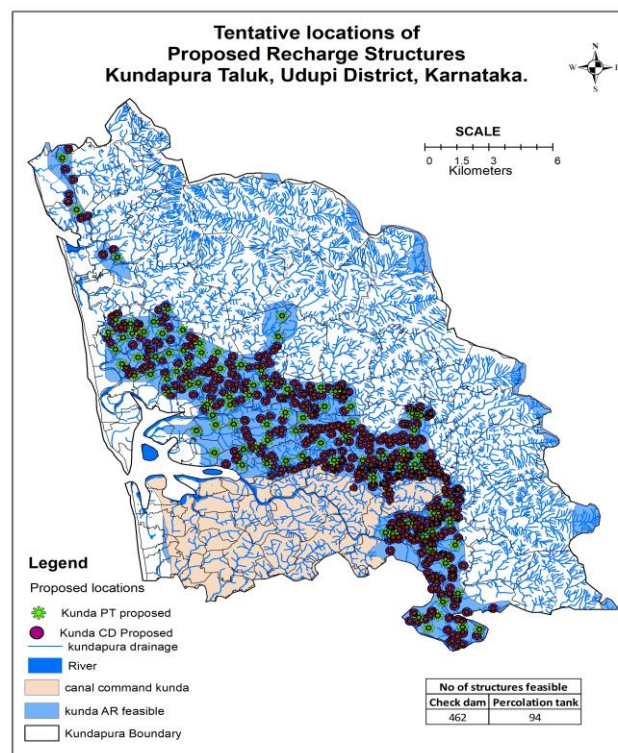 Tentative locations of
Proposed Recharge Structures
Kundapura Taluk, Udupi District, Karnataka.
N
W E
S
SCALE
0 1.5 3 6
Kilometers
Legend
Proposed locations
Kunda PT proposed
Kunda CD Proposed
kundapura drainage
River
canal command kunda
kunda AR feasible
Kundapura Boundary
No of structures feasible
Check dam Percolation tank
462 94